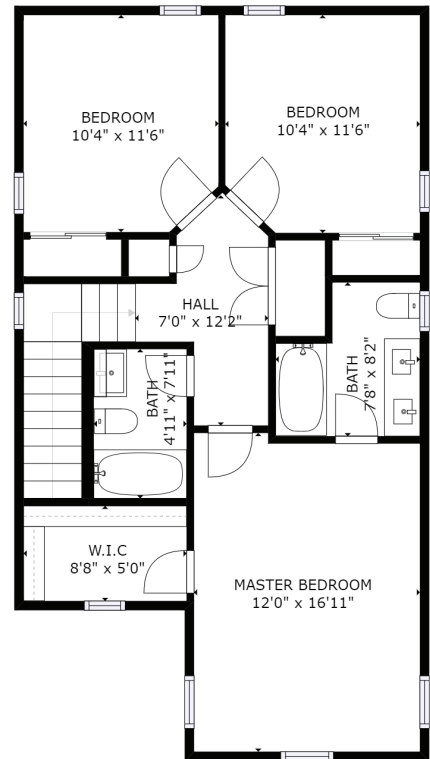 BEDROOM
10'4" x 11'6"
BEDROOM
10'4" x 11'6"
HALL
7'0" x 12'2"
BATH
4'11" x 7'11"
BATH
7'8" x 8'2"
W.I.C
8'8" x 5'0"
MASTER BEDROOM
12'0" x 16'11"